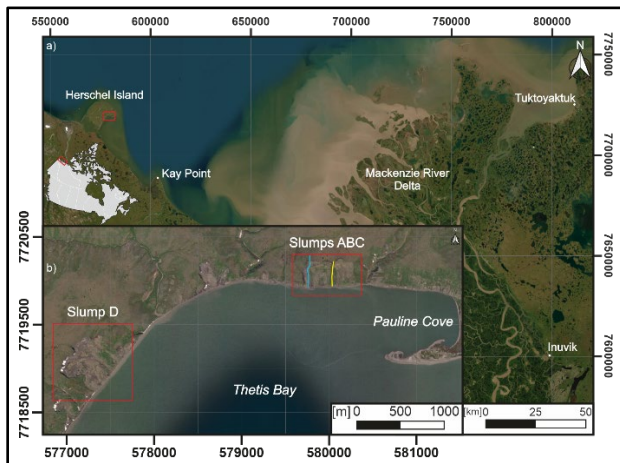 550000 600000 650000 700000 750000 800000
a)
N
7750000
Herschel Island
Tuktoyaktuk
Kay Point
Mackenzie River
Delta
7700000
7720500
Slumps ABC
b)
7650000
Slump D
7719500
Pauline Cove
Inuvik
Thetis Bay
7600000
7718500
[m] 0 500 1000
[km] 0 25 50
577000 578000 579000 580000 581000